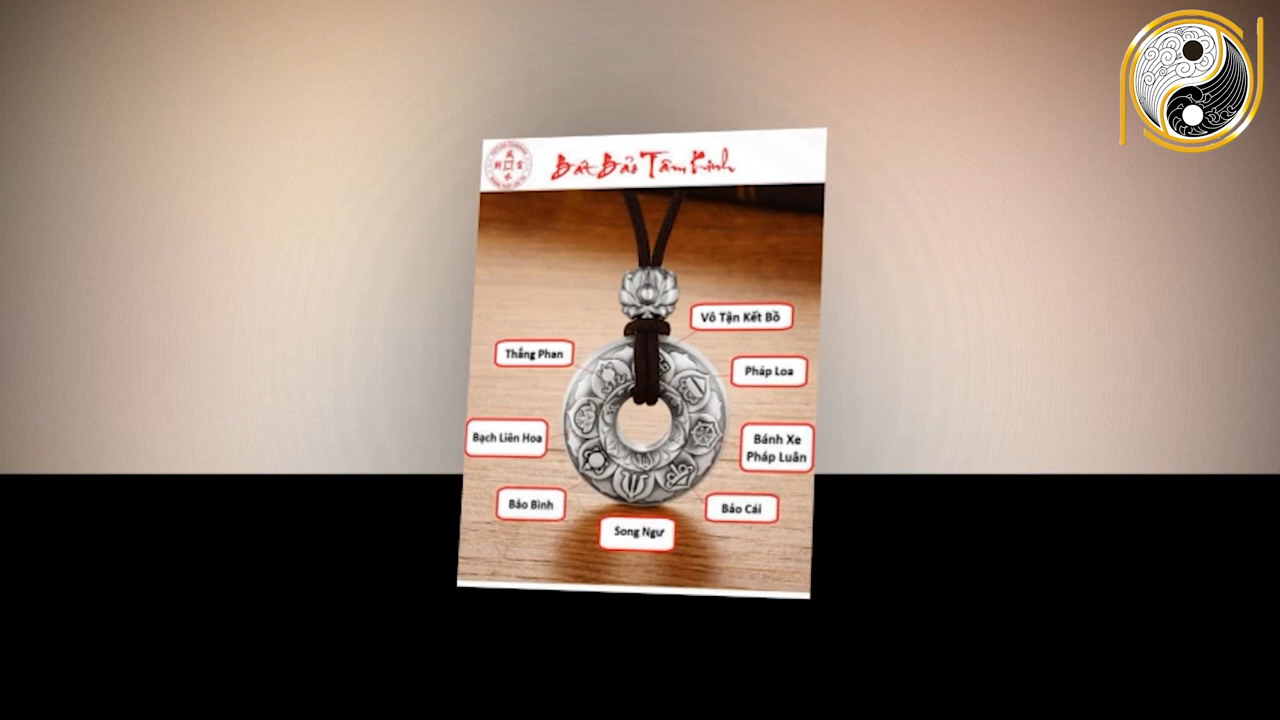 Bát Bảo Tâm Kinh
Vô Tận Kết Bồ
Thắng Phan
Pháp Loa
Bạch Liên Hoa
Bánh Xe
Pháp Luân
Bảo Bình
Bảo Cái
Song Ngư